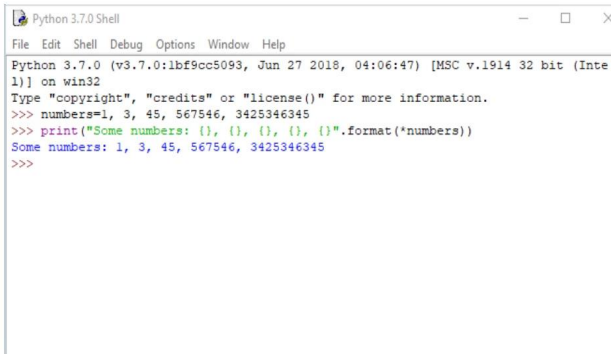 Python 3.7.0 Shell
File Edit Shell Debug Options Window Help
Python 3.7.0 (v3.7.0:1bf9cc5093, Jun 27 2018, 04:06:47) [MSC v.1914 32 bit (Inte
l)] on win32
Type "copyright", "credits" or "license()" for more information.
>>> numbers=1, 3, 45, 567546, 3425346345
>>> print("Some numbers: {}, {}, {}, {}, {}".format(*numbers))
Some numbers: 1, 3, 45, 567546, 3425346345
>>>